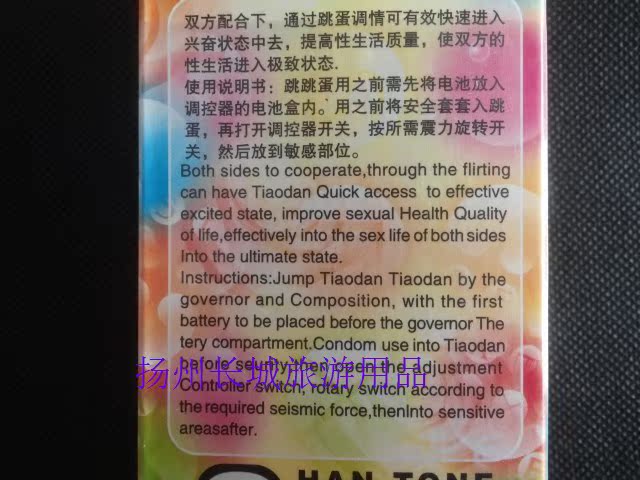 双方配合下，通过跳蛋调情可有效快速进入
兴奋状态中去，提高性生活质量，使双方的
性生活进入极致状态.
使用说明书：跳跳蛋用之前需先将电池放入
调控器的电池盒内。用之前将安全套套入跳
蛋，再打开调控器开关，按所需震力旋转开
关，然后放到敏感部位。
Both sides to cooperate,through the flirting
can have Tiaodan Quick access to effective
excited state, improve sexual Health Quality
of life,effectively into the sex life of both sides
Into the ultimate state.
Instructions:Jump Tiaodan Tiaodan by the
governor and Composition, with the first
battery to be placed before the governor The
tery compartment.Condom use into Tiaodan
before security,then open the adjustment
扬州长城旅游用品
Controller switch, rotary switch according to
the required seismic force,thenInto sensitive
areasafter.
HAN TONE